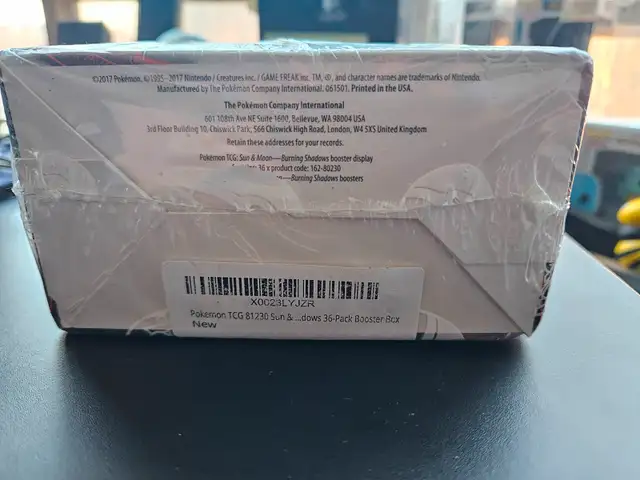 ©2017 Pokémon. ©1995–2017 Nintendo / Creatures Inc. / GAME FREAK inc. TM, ®, and character names are trademarks of Nintendo.
Manufactured by The Pokémon Company International. 061501. Printed in the USA.
The Pokémon Company International
601 108th Ave NE Suite 1600, Bellevue, WA 98004 USA
3rd Floor Building 10, Chiswick Park, 566 Chiswick High Road, London, W4 5XS United Kingdom
Retain these addresses for your records.
Pokémon TCG: Sun & Moon—Burning Shadows booster display
36 x product code: 162-80230
—Burning Shadows boosters
X0023LYJZR
Pokemon TCG 81230 Sun & ...dows 36-Pack Booster Box
New